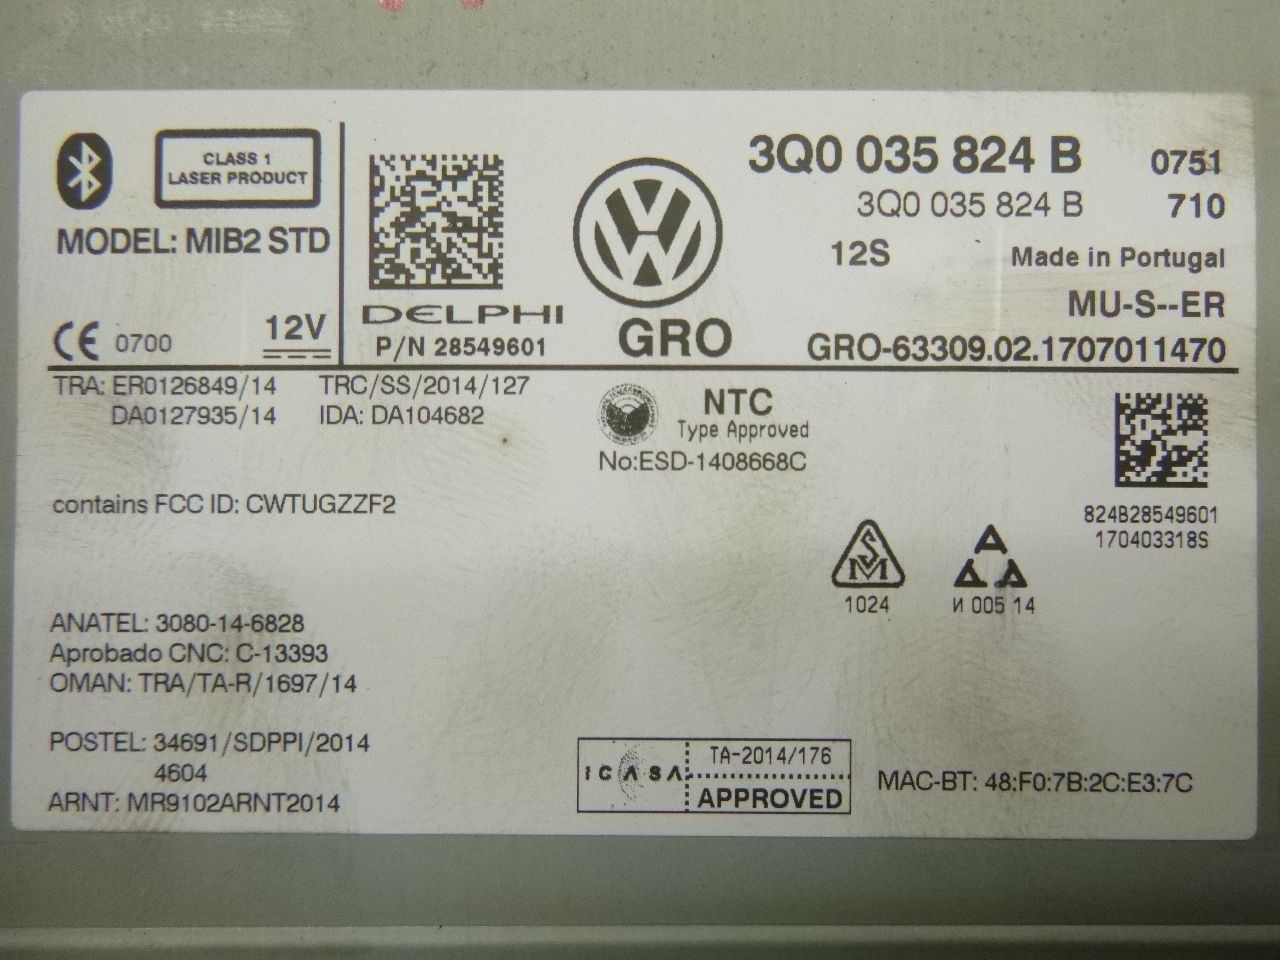 CLASS 1
LASER PRODUCT
MODEL: MIB2 STD
CE 0700
12V
DELPHI
P/N 28549601
GRO
3Q0 035 824 B 0751
3Q0 035 824 B 710
12S Made in Portugal
MU-S--ER
GRO-63309.02.1707011470
TRA: ER0126849/14 TRC/SS/2014/127
DA0127935/14 IDA: DA104682
NTC
Type Approved
No:ESD-1408668C
contains FCC ID: CWTUGZZF2
824B28549601
170403318S
1024
И 005 14
ANATEL: 3080-14-6828
Aprobado CNC: C-13393
OMAN: TRA/TA-R/1697/14
POSTEL: 34691/SDPPI/2014
4604
ARNT: MR9102ARNT2014
ICASA TA-2014/176
APPROVED
MAC-BT: 48:F0:7B:2C:E3:7C